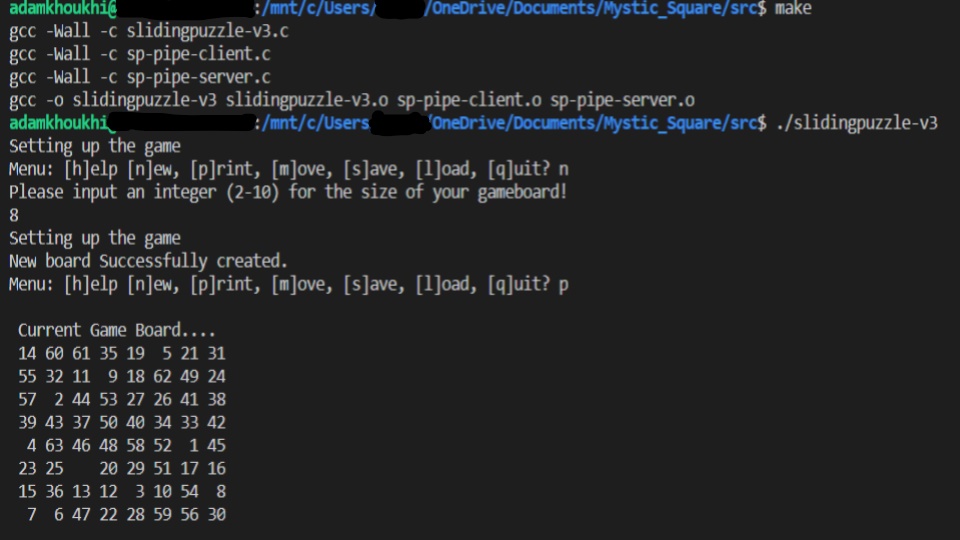 adamkhoukhi@ :/mnt/c/Users/ /OneDrive/Documents/Mystic_Square/src$ make
gcc -Wall -c slidingpuzzle-v3.c
gcc -Wall -c sp-pipe-client.c
gcc -Wall -c sp-pipe-server.c
gcc -o slidingpuzzle-v3 slidingpuzzle-v3.o sp-pipe-client.o sp-pipe-server.o
adamkhoukhi :/mnt/c/Users /OneDrive/Documents/Mystic_Square/src$ ./slidingpuzzle-v3
Setting up the game
Menu: [h]elp [n]ew, [p]rint, [m]ove, [s]ave, [l]oad, [q]uit? n
Please input an integer (2-10) for the size of your gameboard!
8
Setting up the game
New board Successfully created.
Menu: [h]elp [n]ew, [p]rint, [m]ove, [s]ave, [l]oad, [q]uit? p
Current Game Board....
14 60 61 35 19  5 21 31
55 32 11  9 18 62 49 24
57  2 44 53 27 26 41 38
39 43 37 50 40 34 33 42
 4 63 46 48 58 52  1 45
23 25    20 29 51 17 16
15 36 13 12  3 10 54  8
 7  6 47 22 28 59 56 30